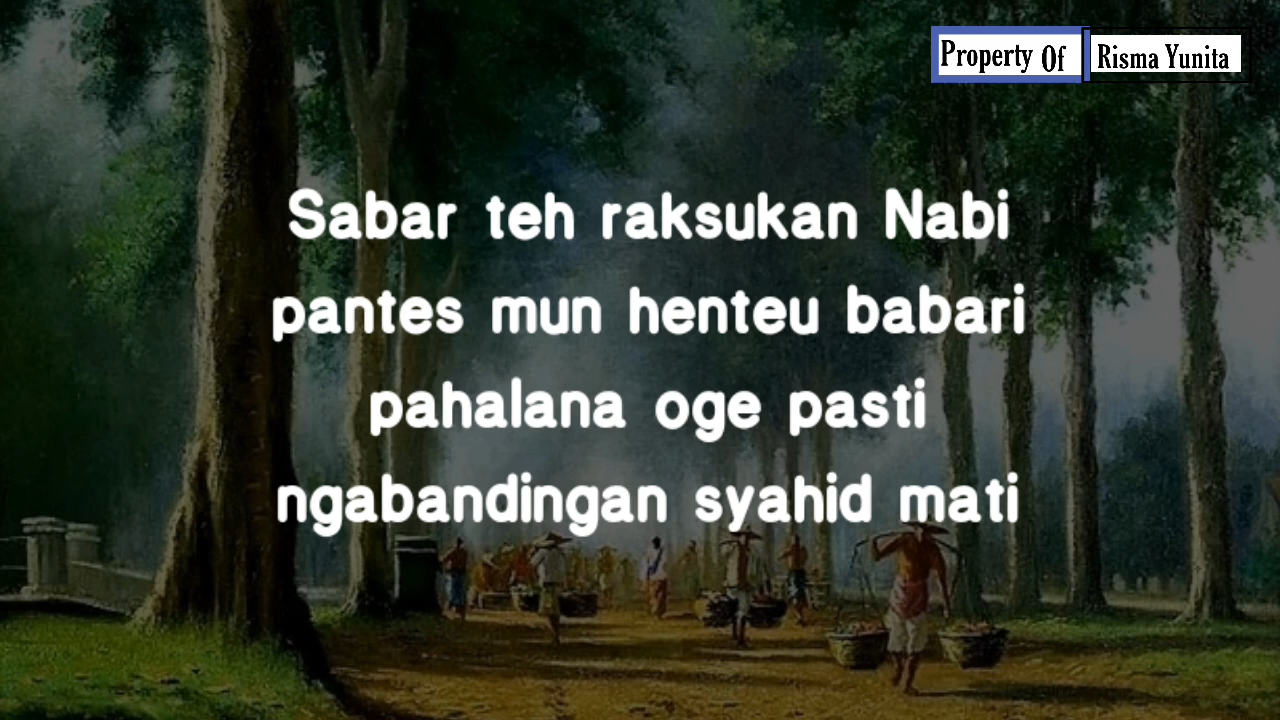 Property Of Risma Yunita
Sabar teh raksukan Nabi
pantes mun henteu babari
pahalana oge pasti
ngabandingan syahid mati